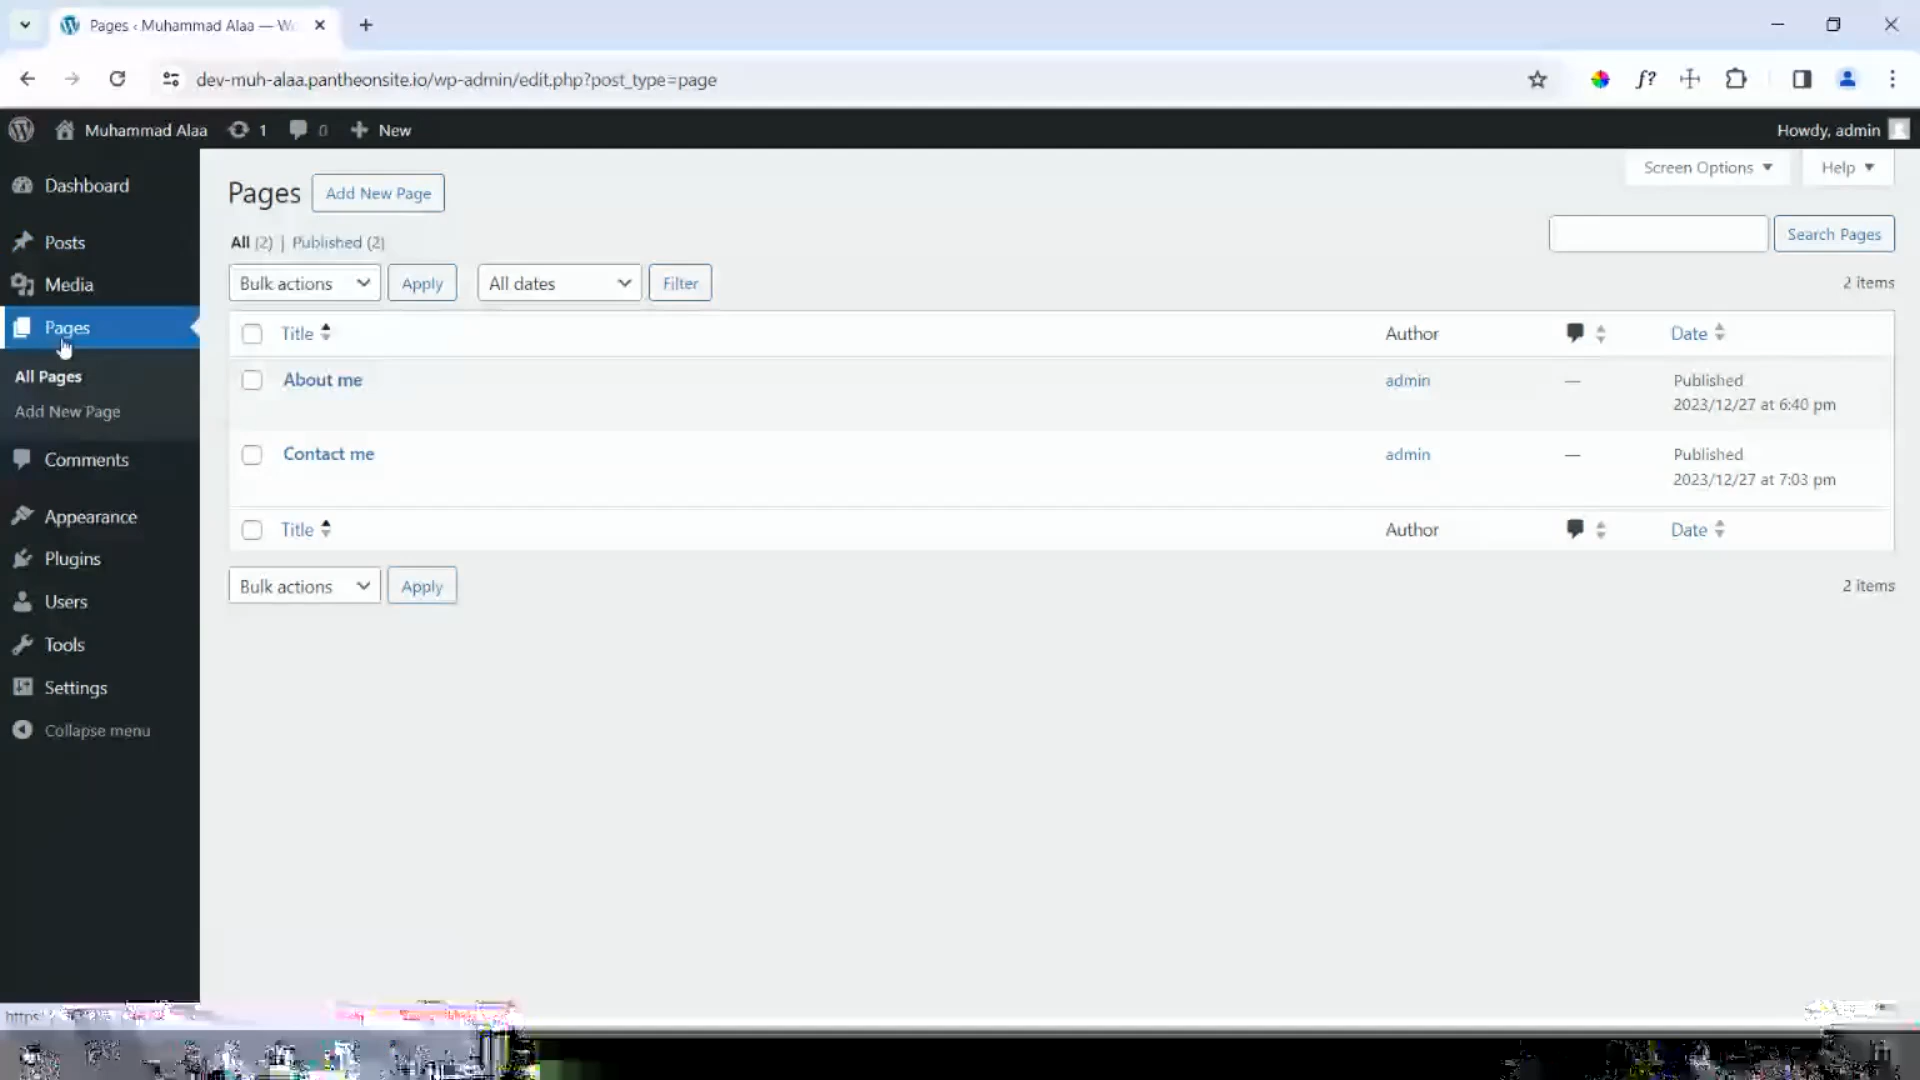 Pages ‹ Muhammad Alaa — Wo
dev-muh-alaa.pantheonsite.io/wp-admin/edit.php?post_type=page
f?
Muhammad Alaa 1 0 New Howdy, admin
Dashboard
Posts
Media
Pages
All Pages
Add New Page
Comments
Appearance
Plugins
Users
Tools
Settings
Collapse menu
Screen Options Help
Pages Add New Page
All (2) | Published (2)
Search Pages
Bulk actions Apply All dates Filter 2 items
Title Author Date
About me admin — Published
2023/12/27 at 6:40 pm
Contact me admin — Published
2023/12/27 at 7:03 pm
Title Author Date
Bulk actions Apply 2 items
https: